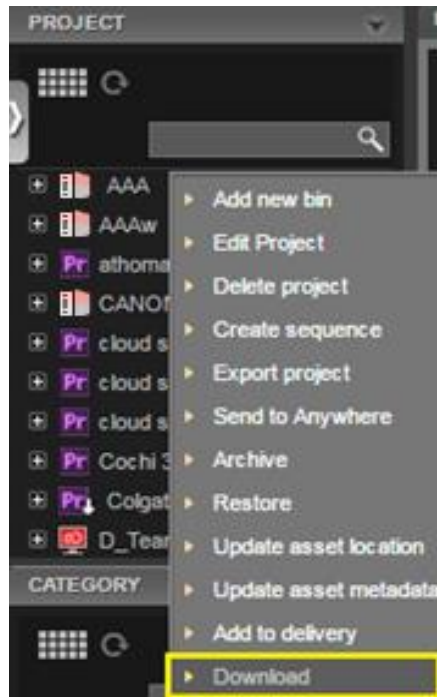 PROJECT
AAA
Add new bin
AAAw
Edit Project
Pr athoma
Delete project
CANON
Create sequence
Pr cloud s
Export project
Pr cloud s
Pr cloud s
Send to Anywhere
Pr Cochi 3
Archive
Pr Colgat
Restore
D_Tear
Update asset location
CATEGORY
Update asset metadata
Add to delivery
Download